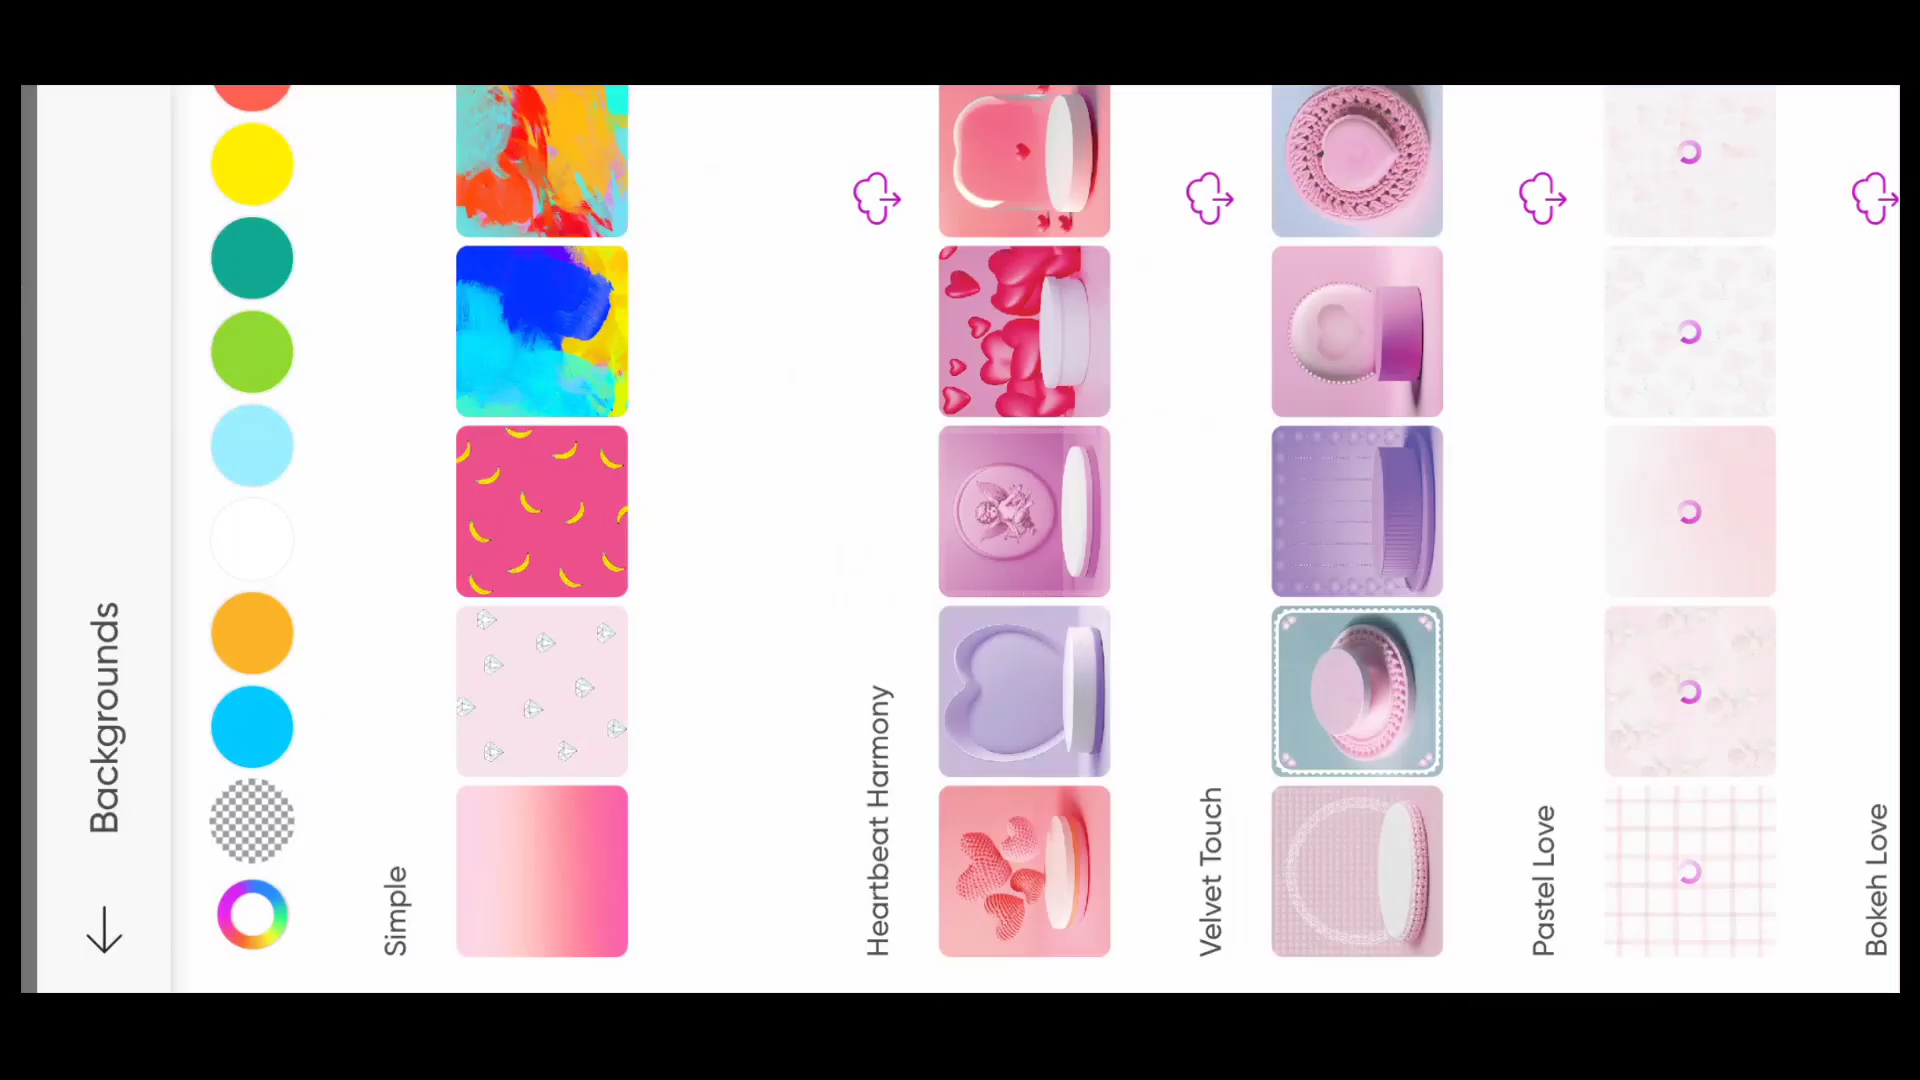 Backgrounds
Simple
Heartbeat Harmony
Velvet Touch
Pastel Love
Bokeh Love